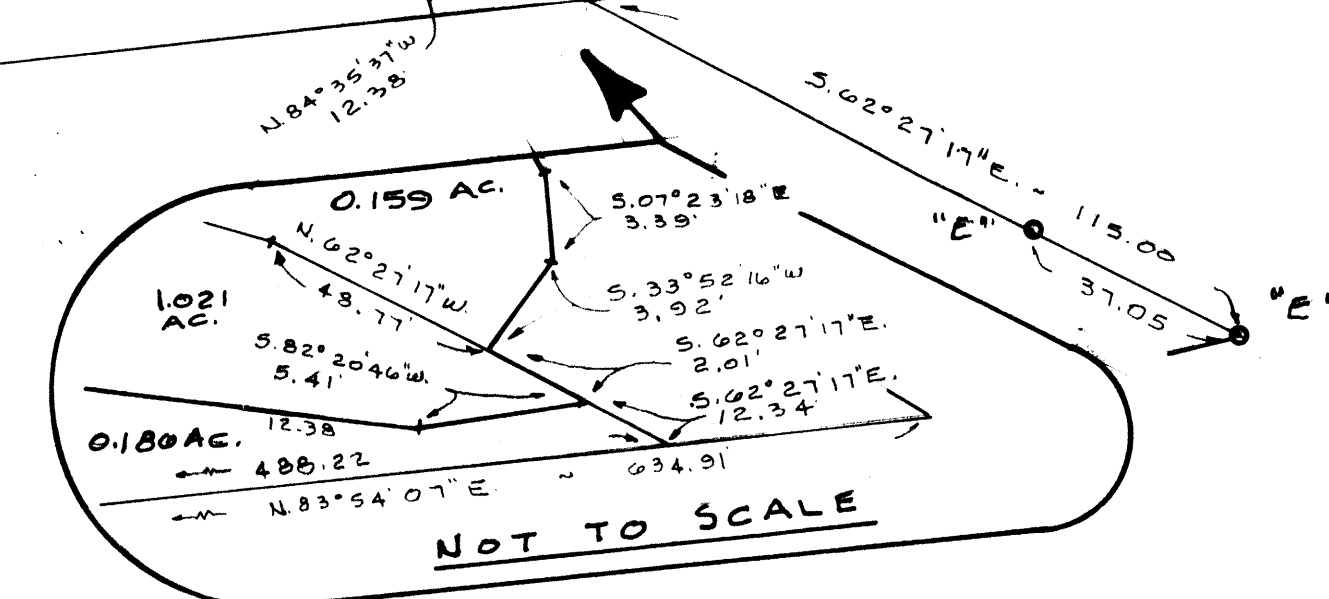 N. 84° 35' 37" W
12.38
S. 62° 27' 17" E. ~ 115.00
"E"
37.05
"E"
0.159 AC.
S. 07° 23' 18" E
3.39'
N. 62° 27' 17" W.
48.77'
S. 33° 52' 16" W
3.92'
1.021
AC.
S. 82° 20' 46" W.
5.41'
S. 62° 27' 17" E.
2.01'
S. 62° 27' 17" E.
12.34'
12.38
0.186 AC.
488.22
N. 83° 54' 07" E. ~ 634.91'
NOT TO SCALE